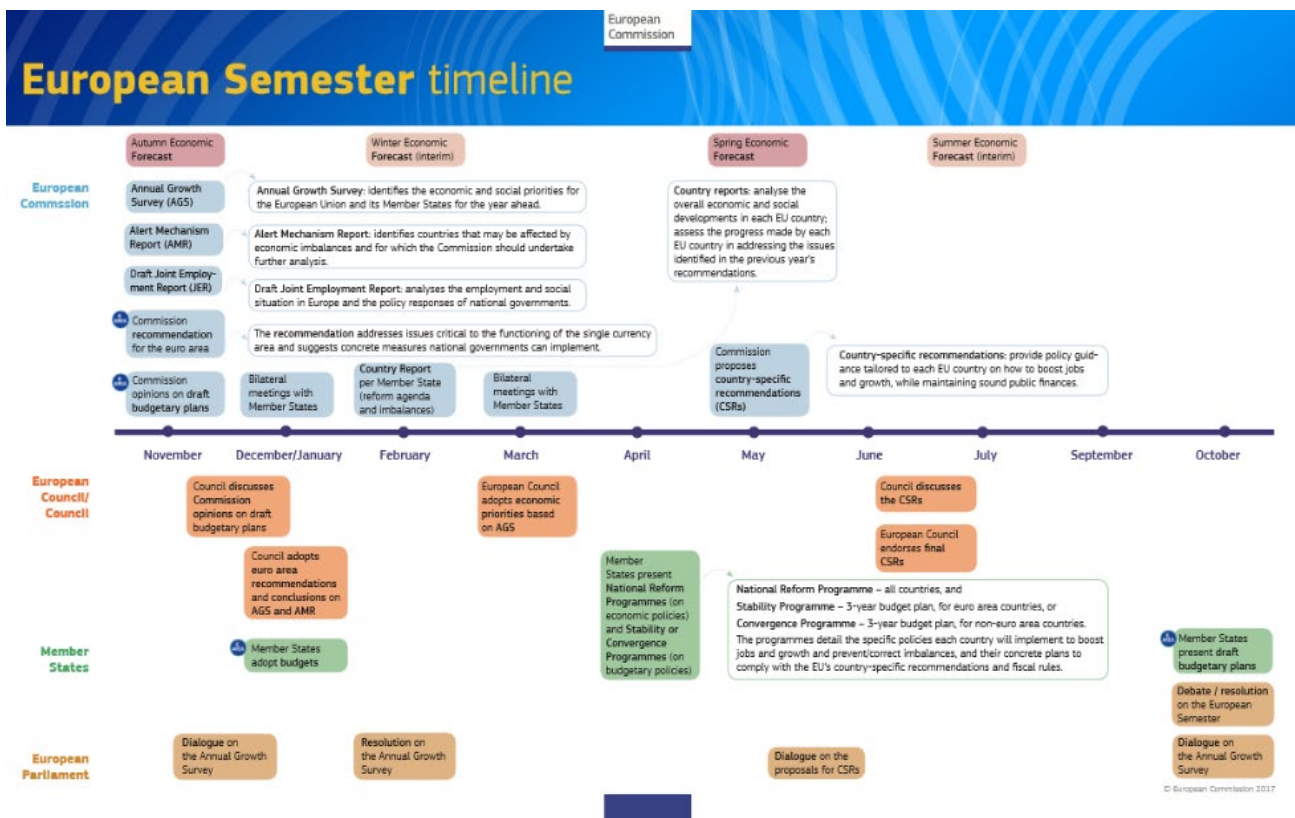 European
Commission
European Semester timeline
Autumn Economic
Forecast
Winter Economic
Forecast (interim)
Spring Economic
Forecast
Summer Economic
Forecast (interim)
European
Commssion
Annual Growth
Survey (AGS)
Annual Growth Survey: identifies the economic and social priorities for
the European Union and its Member States for the year ahead.
Alert Mechanism
Report (AMR)
Alert Mechanism Report: identifies countries that may be affected by
economic imbalances and for which the Commission should undertake
further analysis.
Draft Joint Employ-
ment Report (JER)
Draft Joint Employment Report: analyses the employment and social
situation in Europe and the policy responses of national governments.
Commission
recommendation
for the euro area
The recommendation addresses issues critical to the functioning of the single currency
area and suggests concrete measures national governments can implement.
Country reports: analyse the
overall economic and social
developments in each EU country;
assess the progress made by each
EU country in addressing the issues
identified in the previous year's
recommendations.
Commission
opinions on draft
budgetary plans
Bilateral
meetings with
Member States
Country Report
per Member State
(reform agenda
and imbalances)
Bilateral
meetings with
Member States
Commission
proposes
country-specific
recommendations
(CSRs)
Country-specific recommendations: provide policy guid-
ance tailored to each EU country on how to boost jobs
and growth, while maintaining sound public finances.
November
December/January
February
March
April
May
June
July
September
October
European
Council/
Council
Council discusses
Commission
opinions on draft
budgetary plans
European Council
adopts economic
priorities based
on AGS
Council discusses
the CSRs
European Council
endorses final
CSRs
Council adopts
euro area
recommendations
and conclusions on
AGS and AMR
Member
States
Member States
adopt budgets
Member
States present
National Reform
Programmes (on
economic policies)
and Stability or
Convergence
Programmes (on
budgetary policies)
National Reform Programme – all countries, and
Stability Programme – 3-year budget plan, for euro area countries, or
Convergence Programme – 3-year budget plan, for non-euro area countries.
The programmes detail the specific policies each country will implement to boost
jobs and growth and prevent/correct imbalances, and their concrete plans to
comply with the EU's country-specific recommendations and fiscal rules.
Member States
present draft
budgetary plans
Debate / resolution
on the European
Semester
European
Parliament
Dialogue on
the Annual Growth
Survey
Resolution on
the Annual Growth
Survey
Dialogue on the
proposals for CSRs
Dialogue on
the Annual Growth
Survey
© European Commission 2017